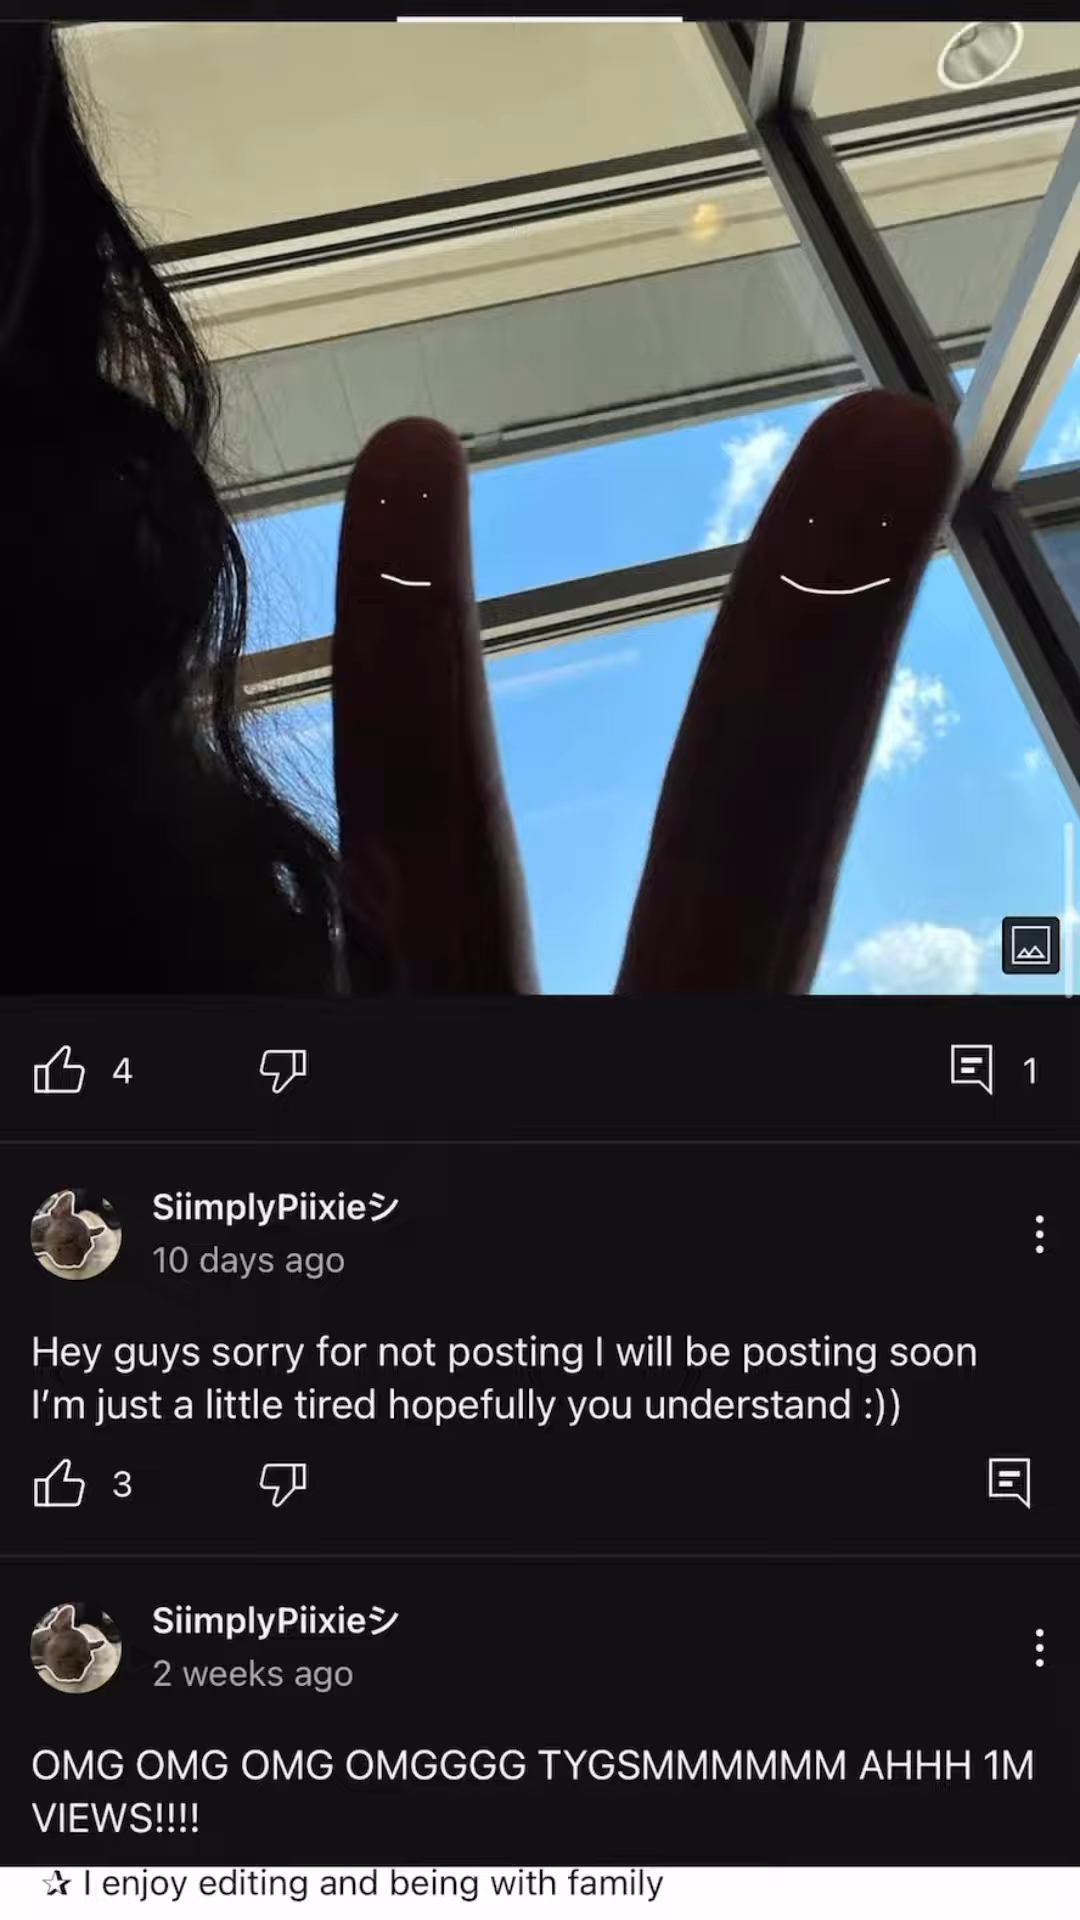 4
1
SiimplyPiixieシ
10 days ago
Hey guys sorry for not posting I will be posting soon
I'm just a little tired hopefully you understand :))
3
SiimplyPiixieシ
2 weeks ago
OMG OMG OMG OMGGGG TYGSMMMMMM AHHH 1M
VIEWS!!!!
✰ I enjoy editing and being with family